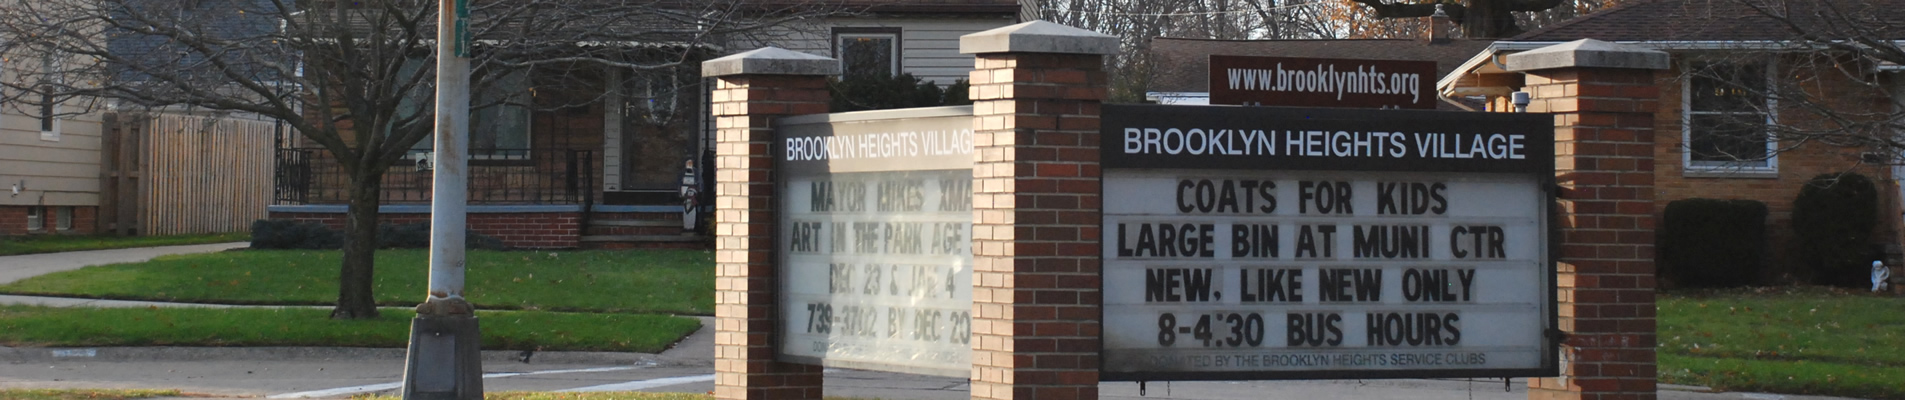 BROOKLYN HEIGHTS VILLAG
MAYOR MIKES XMA
ART IN THE PARK AGE
DEC 23 & JAN 4
739-3702 BY DEC 20
www.brooklynhts.org
BROOKLYN HEIGHTS VILLAGE
COATS FOR KIDS
LARGE BIN AT MUNI CTR
NEW, LIKE NEW ONLY
8-4:30 BUS HOURS
DONATED BY THE BROOKLYN HEIGHTS SERVICE CLUBS